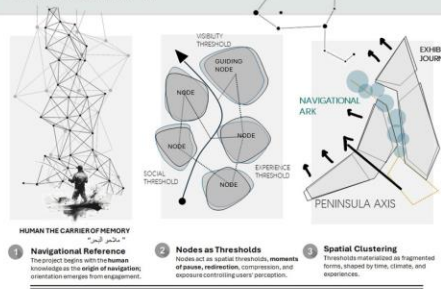 VISIBILITY
THRESHOLD
GUIDING
NODE
NODE
NODE
NODE
NODE
SOCIAL
THRESHOLD
EXPERIENCE
THRESHOLD
EXHIB
JOURN
NAVIGATIONAL
ARK
PENINSULA AXIS
HUMAN THE CARRIER OF MEMORY
1 Navigational Reference
The project begins with the human
knowledge as the origin of navigation;
orientation emerges from engagement.
2 Nodes as Thresholds
Nodes act as spatial thresholds, moments
of pause, redirection, compression, and
exposure controlling users' perception.
3 Spatial Clustering
Thresholds materialized as fragmented
forms, shaped by time, climate, and
experiences.